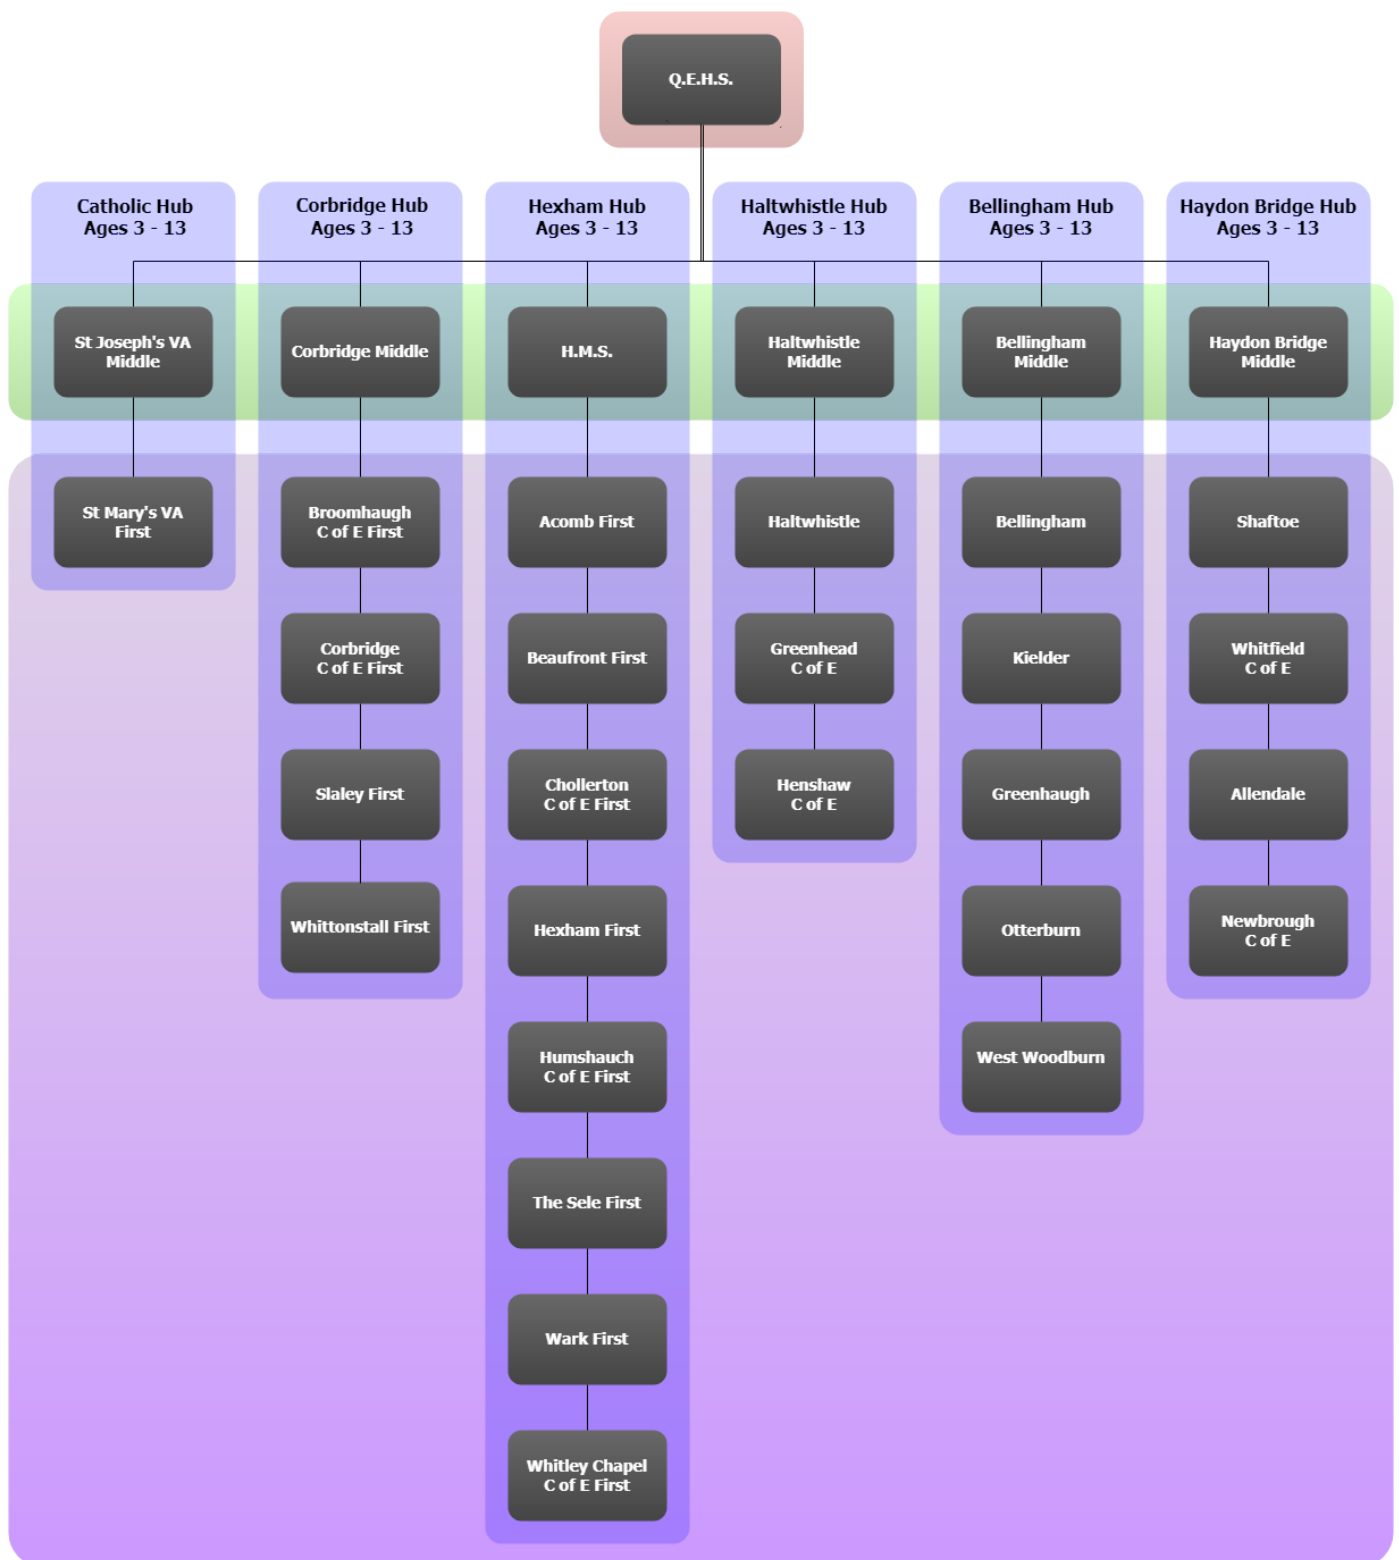 Q.E.H.S.
Catholic Hub
Ages 3 - 13
Corbridge Hub
Ages 3 - 13
Hexham Hub
Ages 3 - 13
Haltwhistle Hub
Ages 3 - 13
Bellingham Hub
Ages 3 - 13
Haydon Bridge Hub
Ages 3 - 13
St Joseph's VA
Middle
Corbridge Middle
H.M.S.
Haltwhistle
Middle
Bellingham
Middle
Haydon Bridge
Middle
St Mary's VA
First
Broomhaugh
C of E First
Acomb First
Haltwhistle
Bellingham
Shaftoe
Corbridge
C of E First
Beaufront First
Greenhead
C of E
Kielder
Whitfield
C of E
Slaley First
Chollerton
C of E First
Henshaw
C of E
Greenhaugh
Allendale
Whittonstall First
Hexham First
Otterburn
Newbrough
C of E
Humshauch
C of E First
West Woodburn
The Sele First
Wark First
Whitley Chapel
C of E First